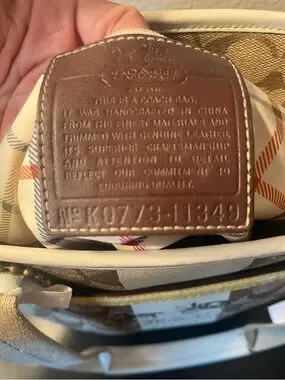 COACH
EST. 1941
THIS IS A COACH BAG.
IT WAS HANDCRAFTED IN CHINA
FROM THE FINEST MATERIALS AND
TRIMMED WITH GENUINE LEATHER.
ITS SUPERIOR CRAFTSMANSHIP
AND ATTENTION TO DETAIL
REFLECT OUR COMMITMENT TO
ENDURING QUALITY.
Nº K0773-11349